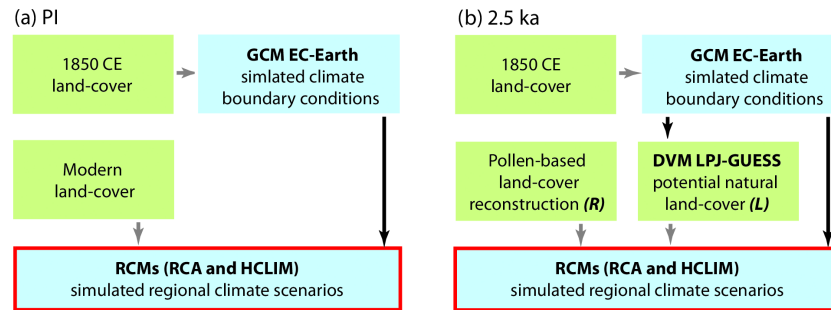 (a) PI
1850 CE
land-cover
GCM EC-Earth
simlated climate
boundary conditions
Modern
land-cover
RCMs (RCA and HCLIM)
simulated regional climate scenarios
(b) 2.5 ka
1850 CE
land-cover
GCM EC-Earth
simlated climate
boundary conditions
Pollen-based
land-cover
reconstruction (R)
DVM LPJ-GUESS
potential natural
land-cover (L)
RCMs (RCA and HCLIM)
simulated regional climate scenarios